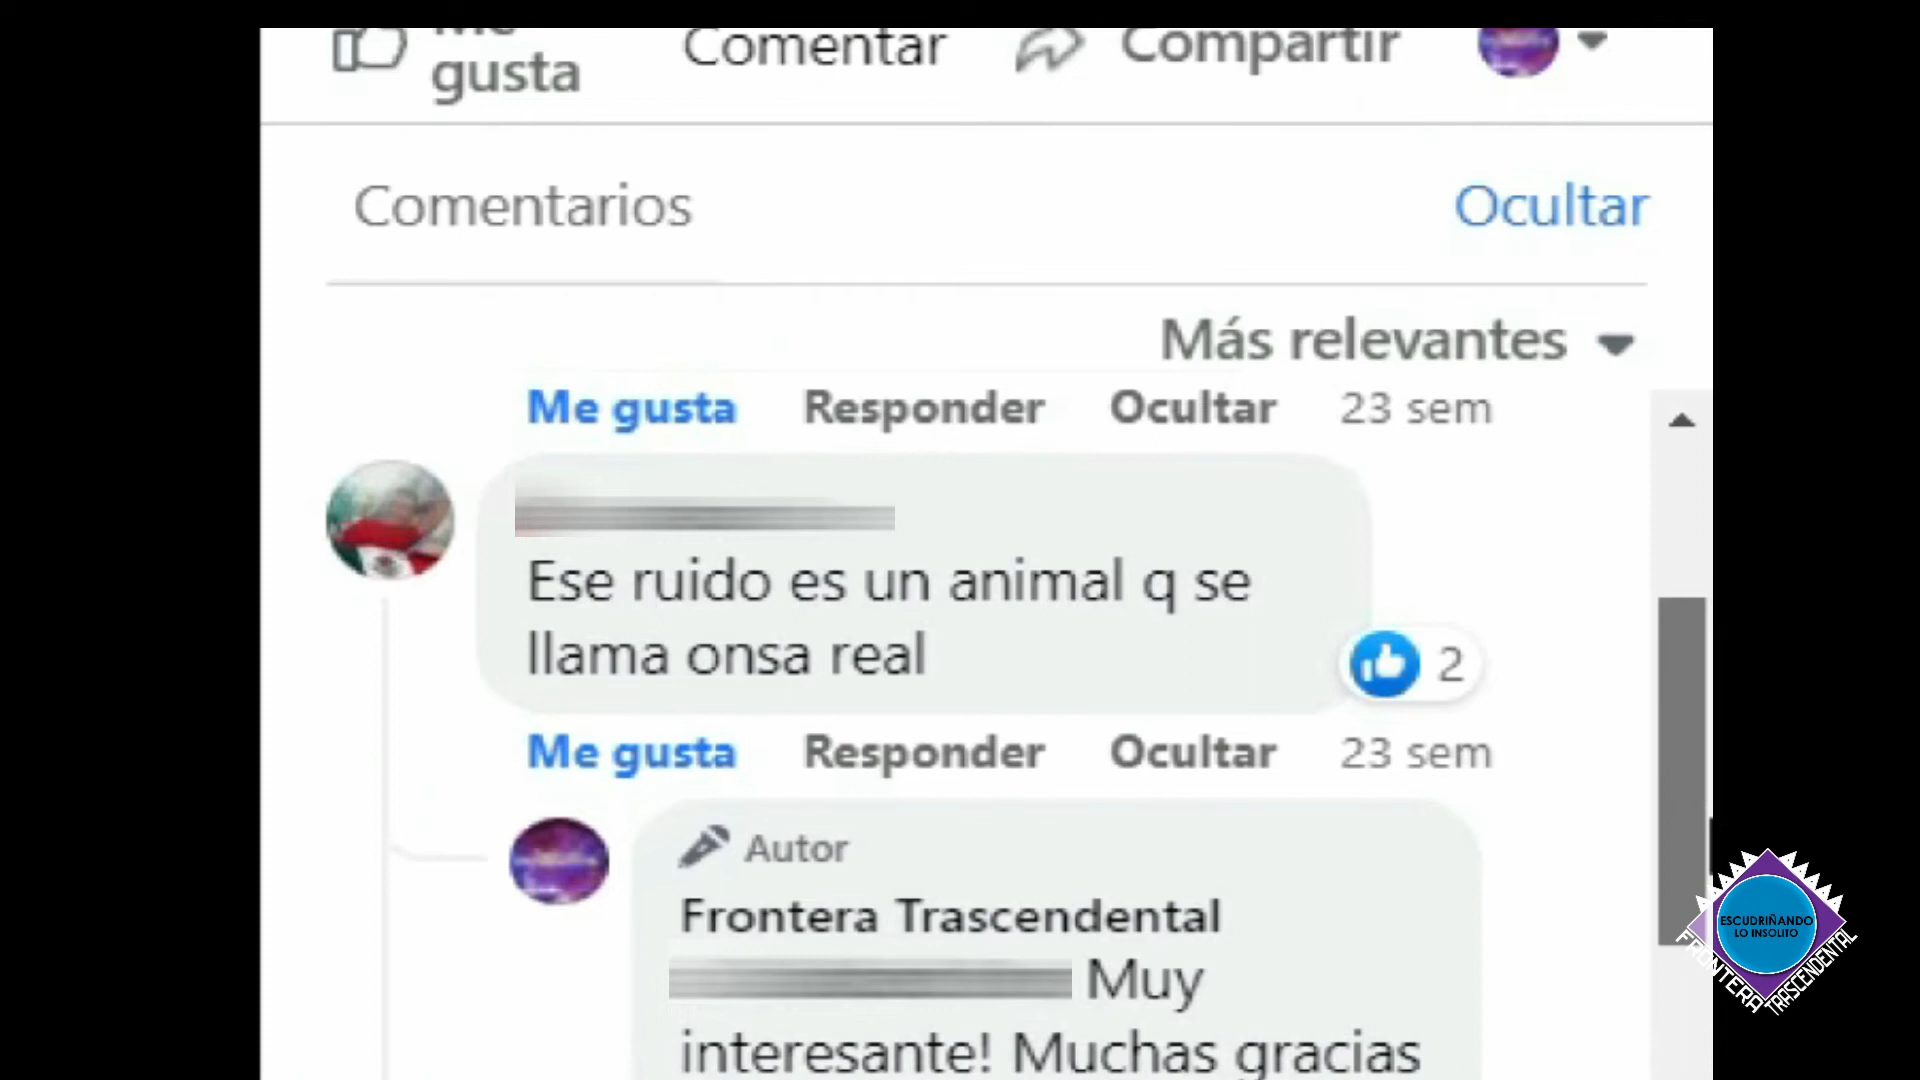 Me
gusta
Comentar
Compartir
Comentarios
Ocultar
Más relevantes
Me gusta Responder Ocultar 23 sem
Ese ruido es un animal q se
llama onsa real
2
Me gusta Responder Ocultar 23 sem
Autor
Frontera Trascendental
Muy
interesante! Muchas gracias
ESCUDRIÑANDO
LO INSOLITO
FRONTERA
TRASCENDENTAL